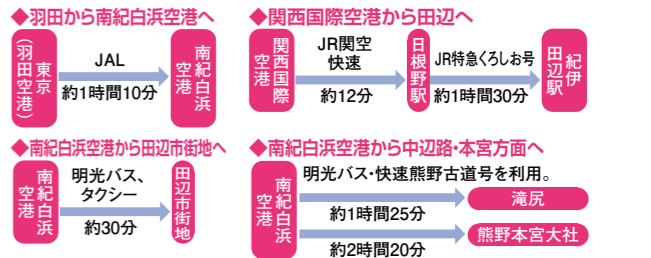 ◆羽田から南紀白浜空港へ
東京
(羽田空港)
JAL
約1時間10分
南紀白浜
空港
◆関西国際空港から田辺へ
関西国際
空港
JR関空
快速
約12分
日根野駅
JR特急くろしお号
約1時間30分
紀伊
田辺駅
◆南紀白浜空港から田辺市街地へ
南紀白浜
空港
明光バス、
タクシー
約30分
田辺市街地
◆南紀白浜空港から中辺路・本宮方面へ
南紀白浜
空港
明光バス・快速熊野古道号を利用。
約1時間25分
滝尻
約2時間20分
熊野本宮大社